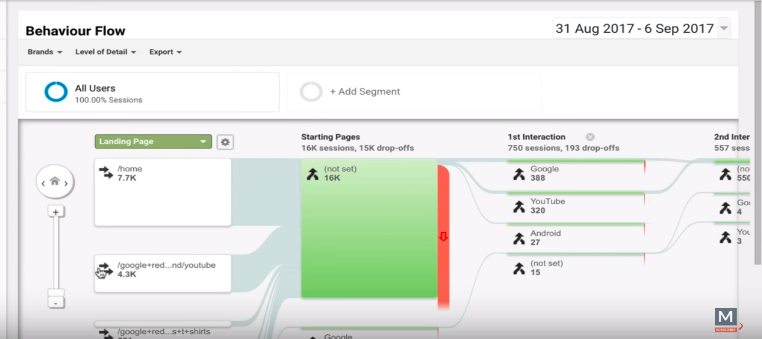 Behaviour Flow
31 Aug 2017 - 6 Sep 2017
Brands Level of Detail Export
All Users
100.00% Sessions
+ Add Segment
Landing Page
Starting Pages
16K sessions, 15K drop-offs
1st Interaction
750 sessions, 193 drop-offs
2nd Inter
557 sess
/home
7.7K
(not set)
16K
Google
388
(no
550
YouTube
320
Goo
4
Android
27
You
3
(not set)
15
/google+red...nd/youtube
4.3K
/google+red...s+t+shirts
Google
M